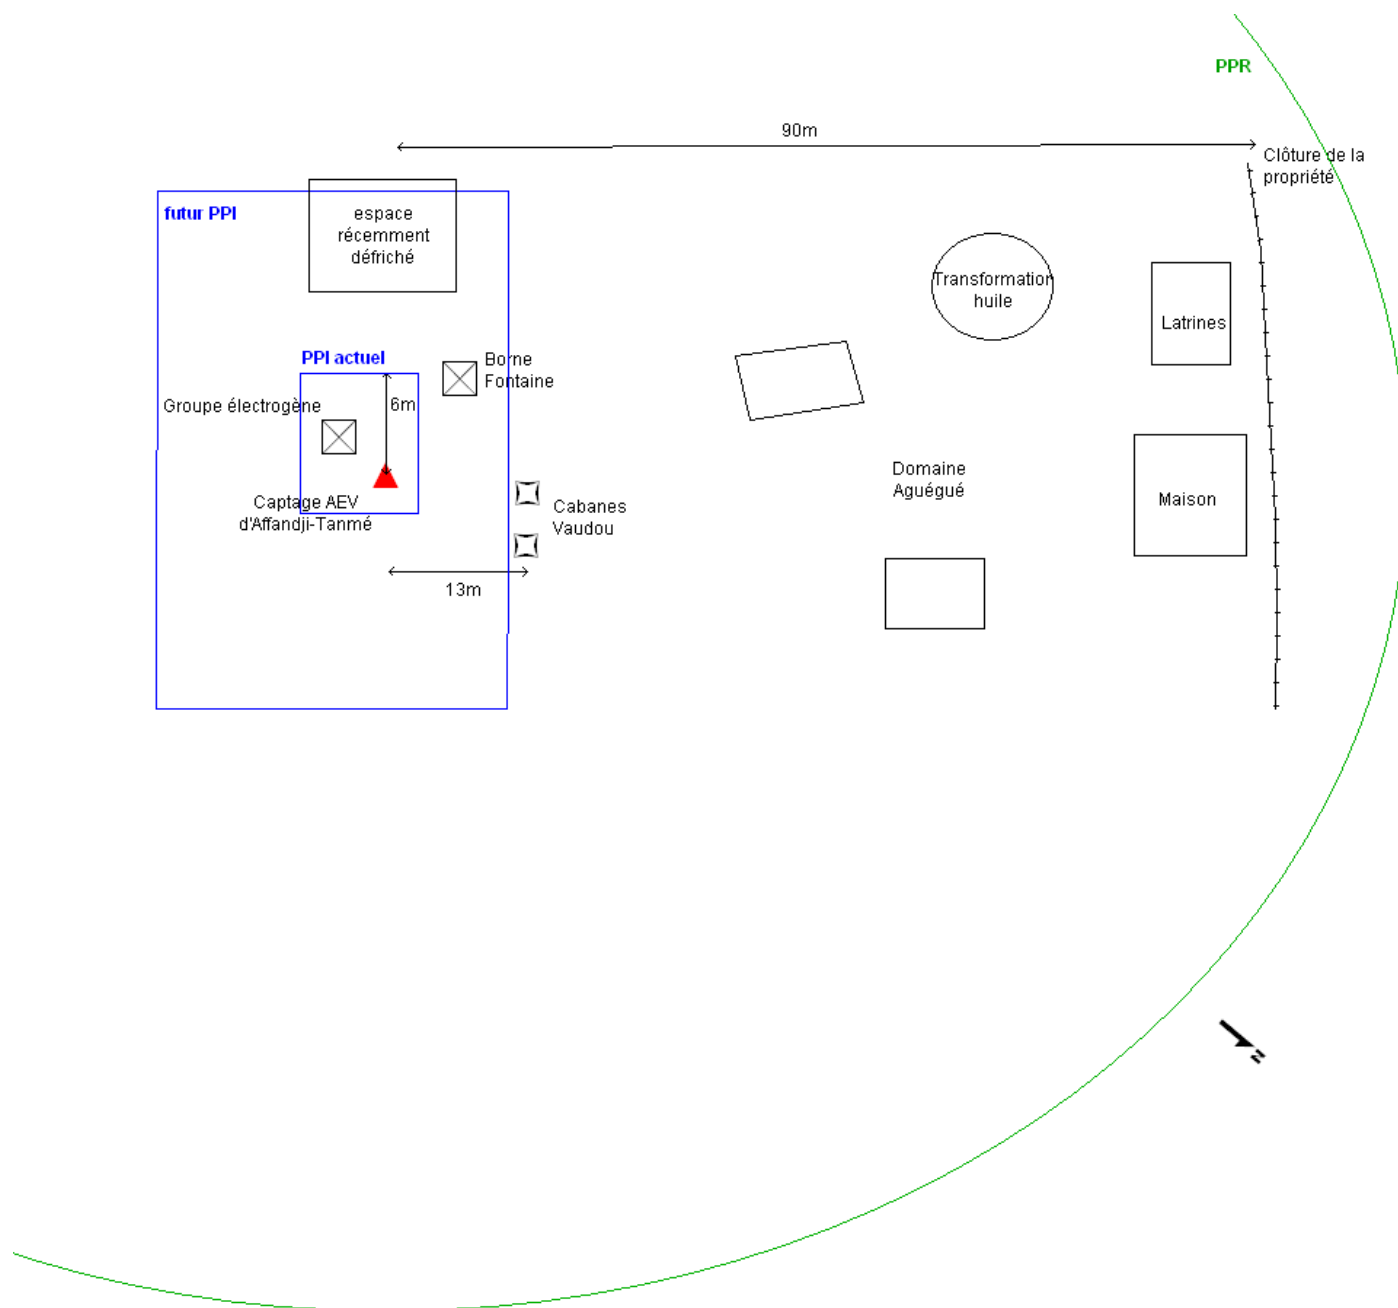 PPR
90m
Clôture de la
propriété
futur PPI
espace
récemment
défriché
Transformation
huile
Latrines
PPI actuel
Borne
Fontaine
Groupe électrogène
6m
Domaine
Aguégué
Maison
Captage AEV
d'Affandji-Tanmé
Cabanes
Vaudou
13m
N